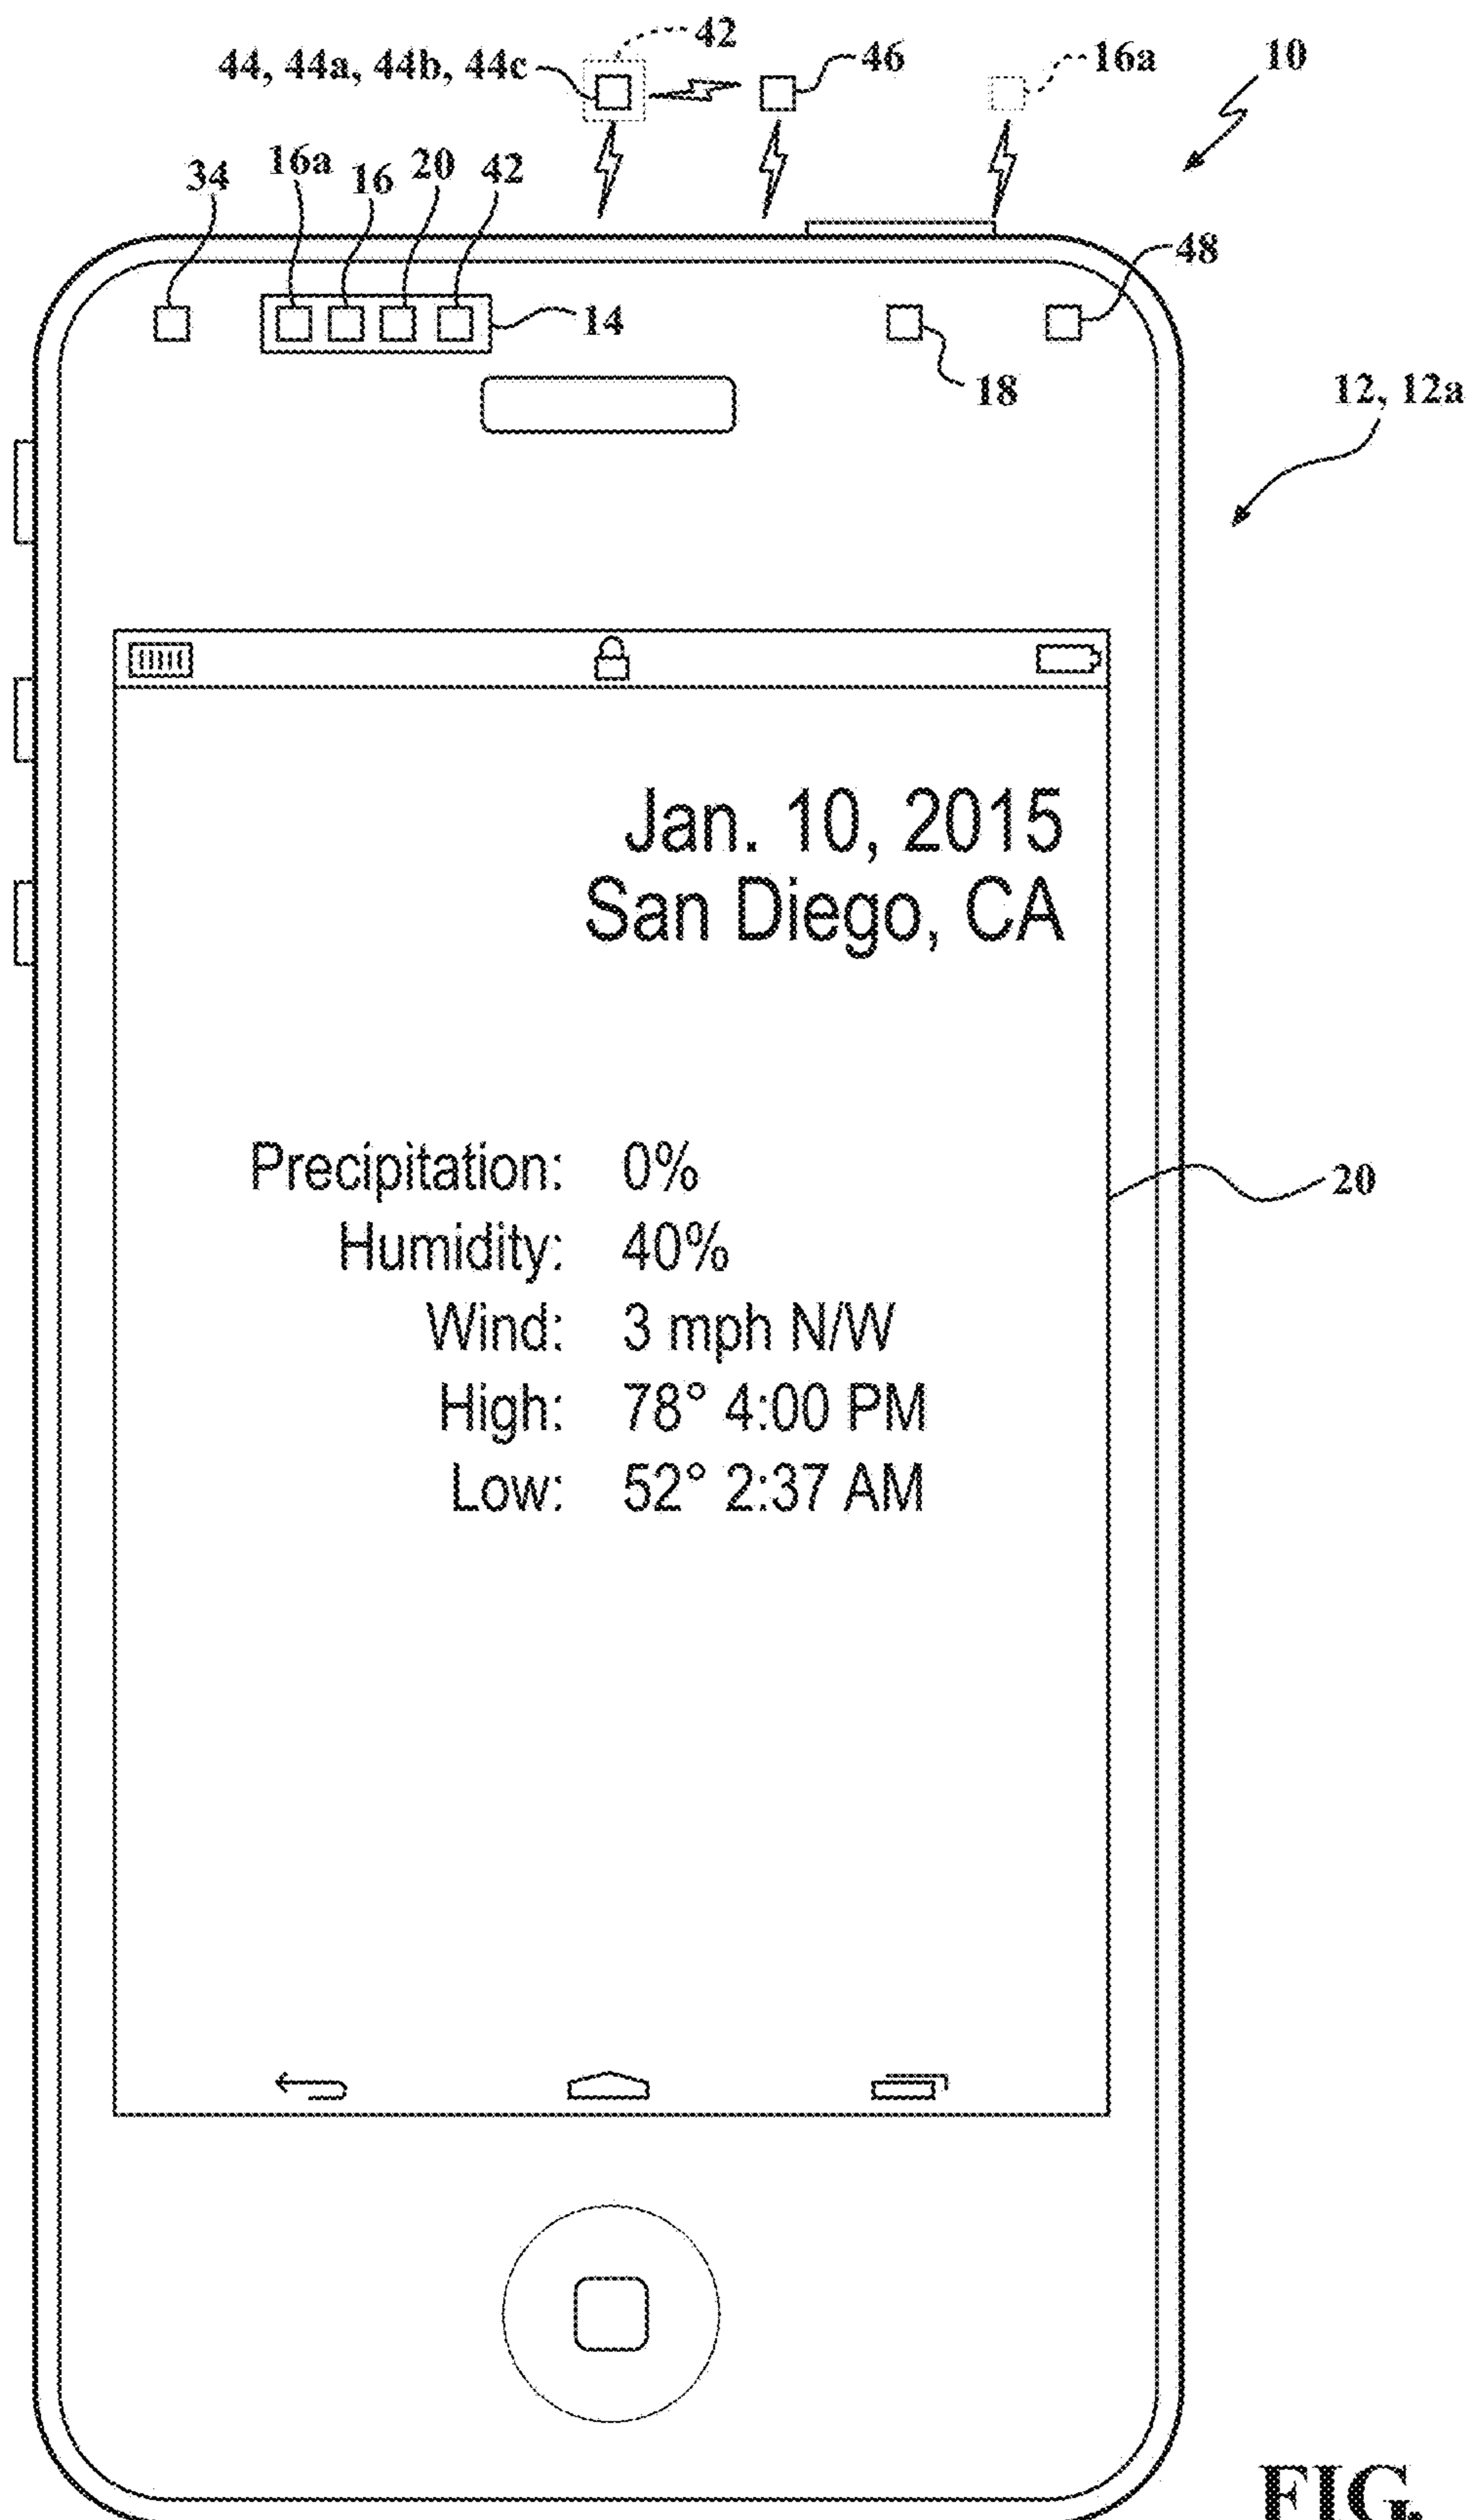 42
44, 44a, 44b, 44c
46
16a
10
34
16a
16
20
42
48
14
18
12, 12a
Jan. 10, 2015
San Diego, CA
Precipitation: 0%
Humidity: 40%
Wind: 3 mph N/W
High: 78° 4:00 PM
Low: 52° 2:37 AM
20
FIG.